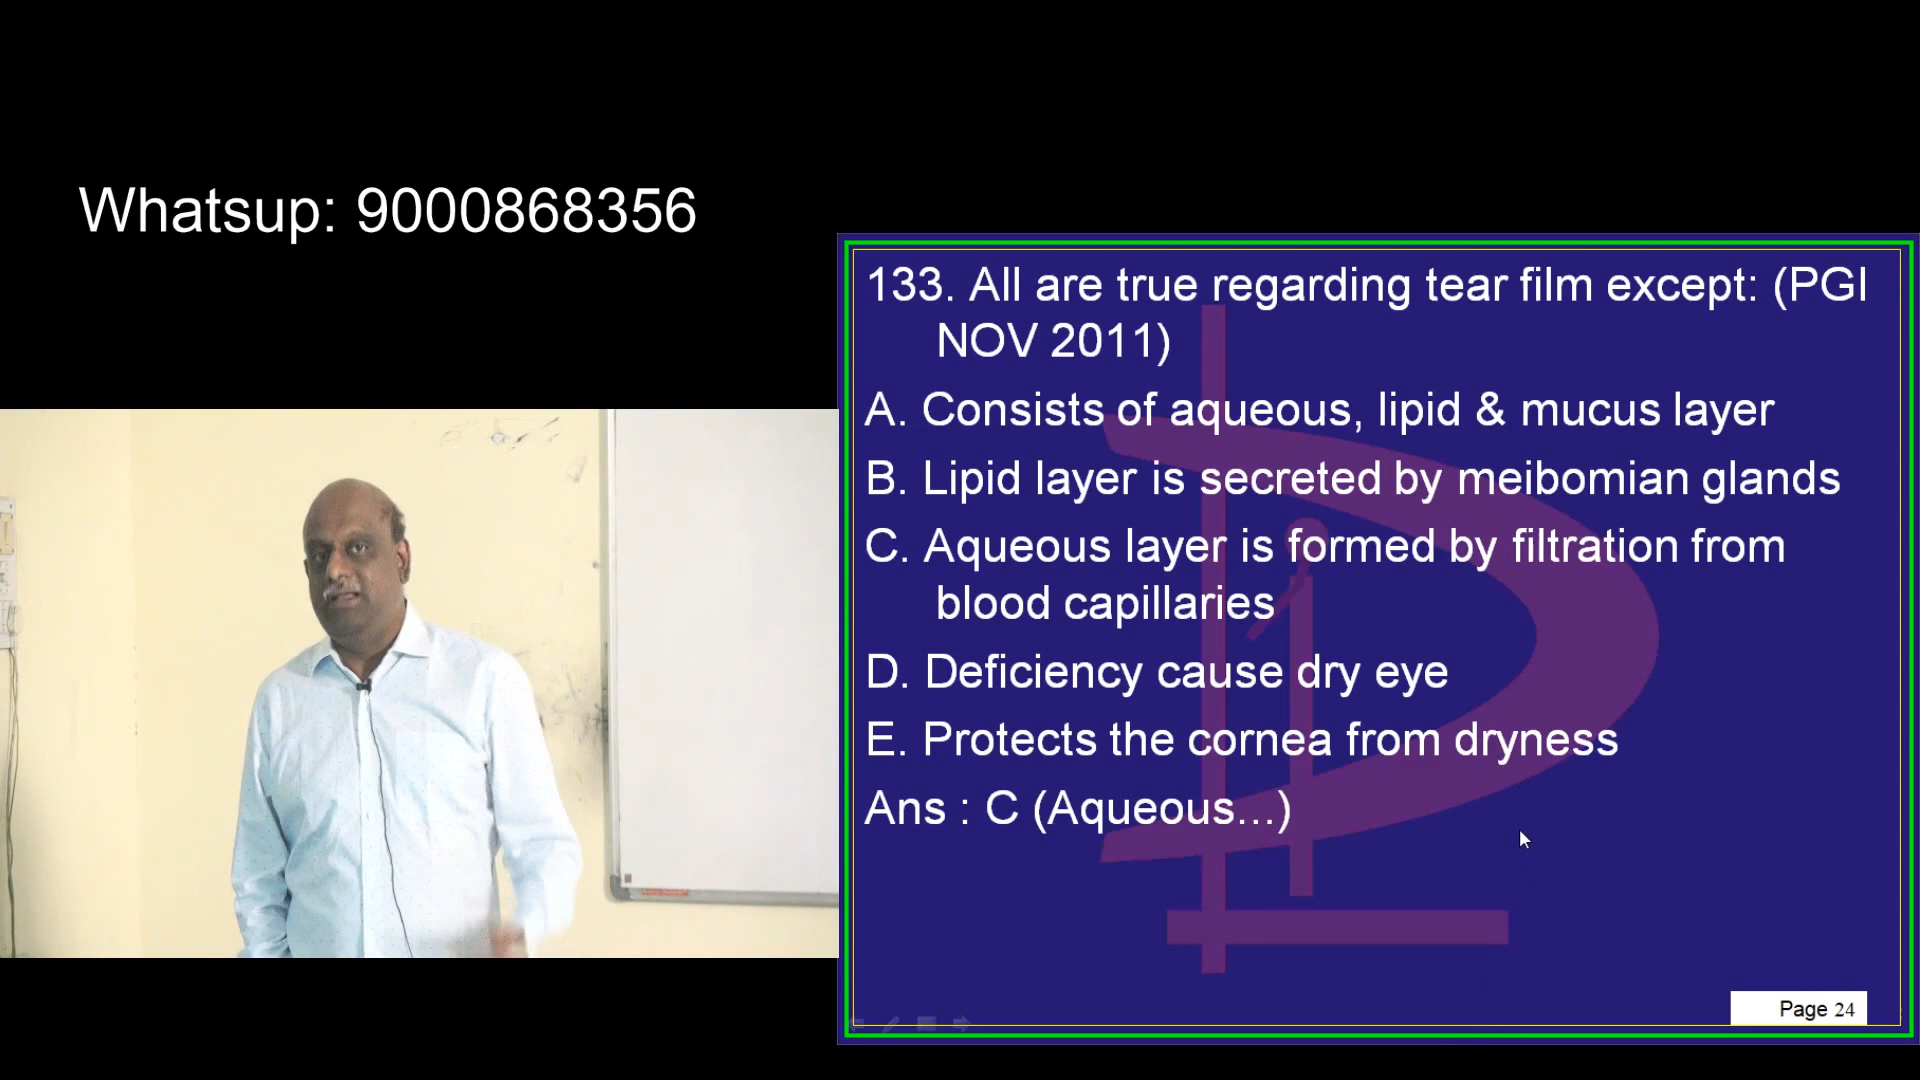 Whatsup: 9000868356
133. All are true regarding tear film except: (PGI
NOV 2011)
A. Consists of aqueous, lipid & mucus layer
B. Lipid layer is secreted by meibomian glands
C. Aqueous layer is formed by filtration from
blood capillaries
D. Deficiency cause dry eye
E. Protects the cornea from dryness
Ans : C (Aqueous...)
Page 24